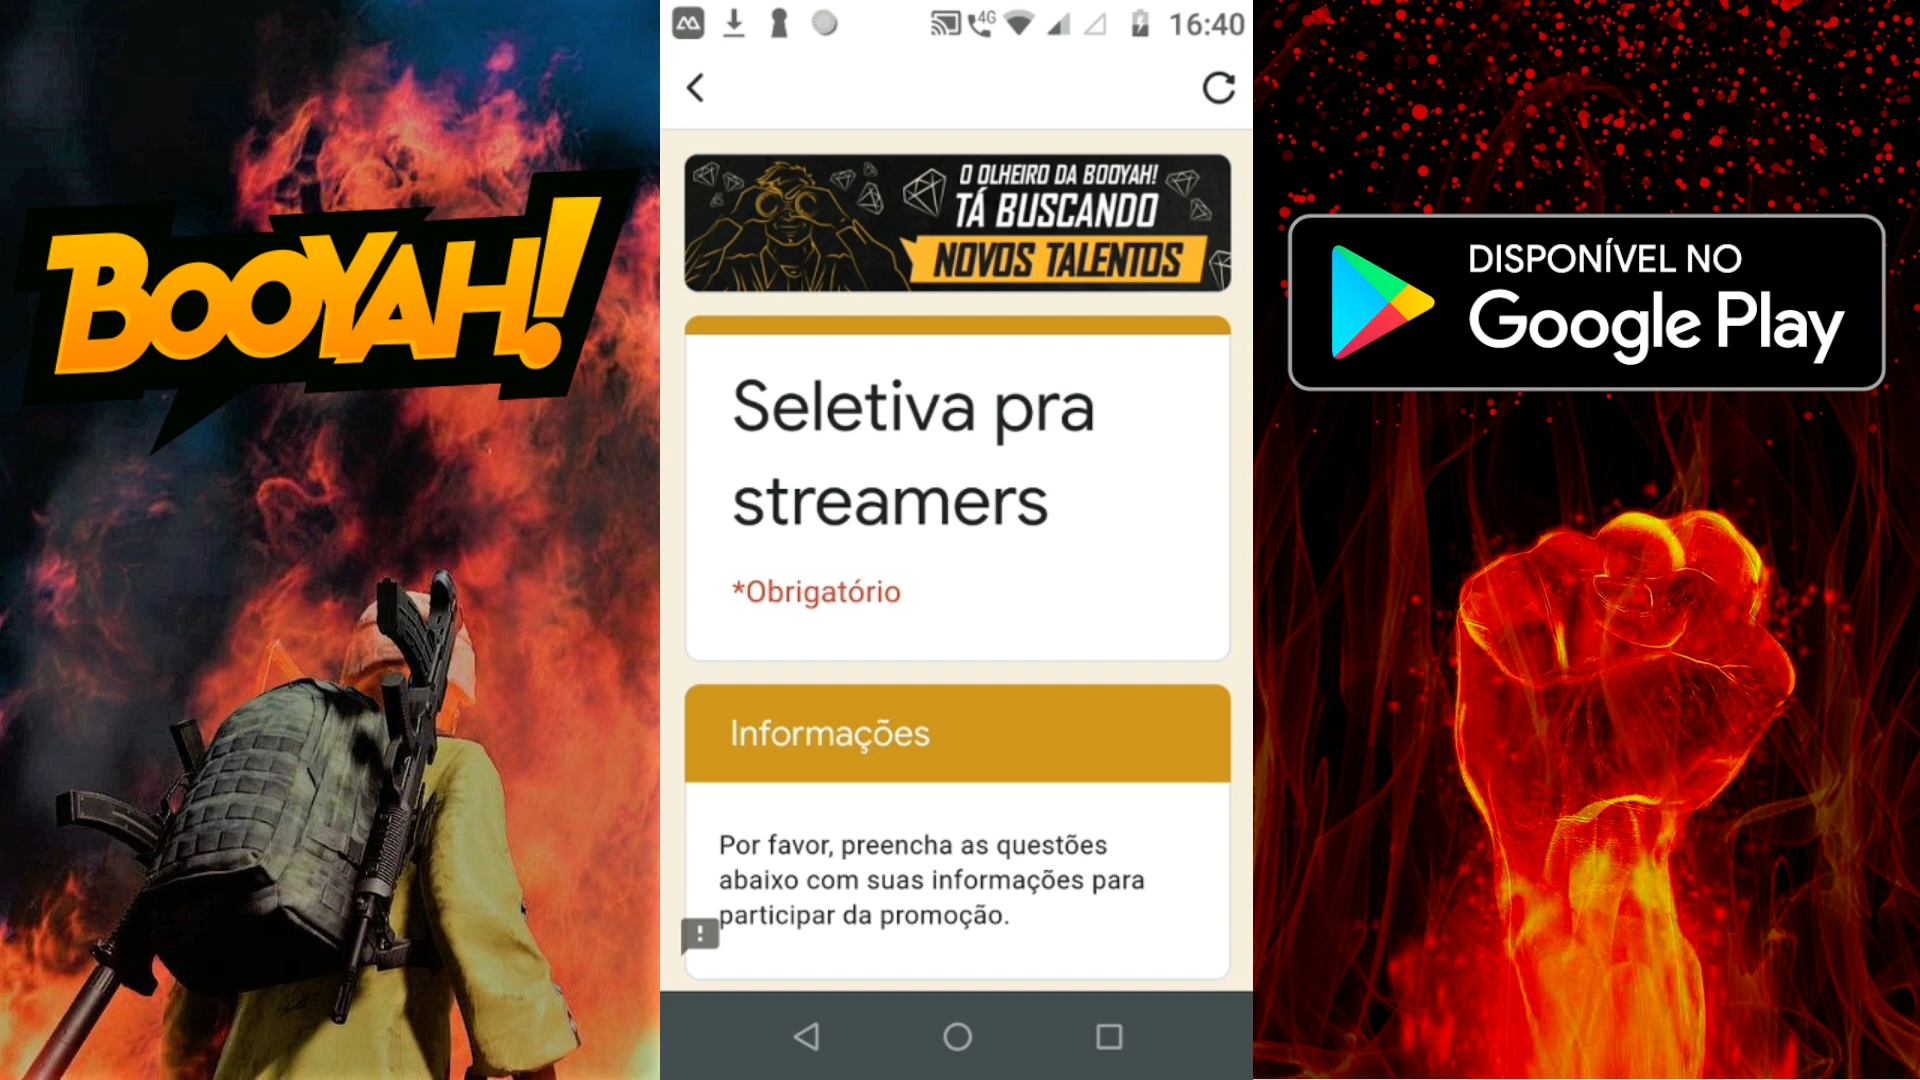 BOOYAH!
4G
16:40
O OLHEIRO DA BOOYAH!
TÁ BUSCANDO
NOVOS TALENTOS
Seletiva pra
streamers
*Obrigatório
Informações
Por favor, preencha as questões
abaixo com suas informações para
participar da promoção.
DISPONÍVEL NO
Google Play